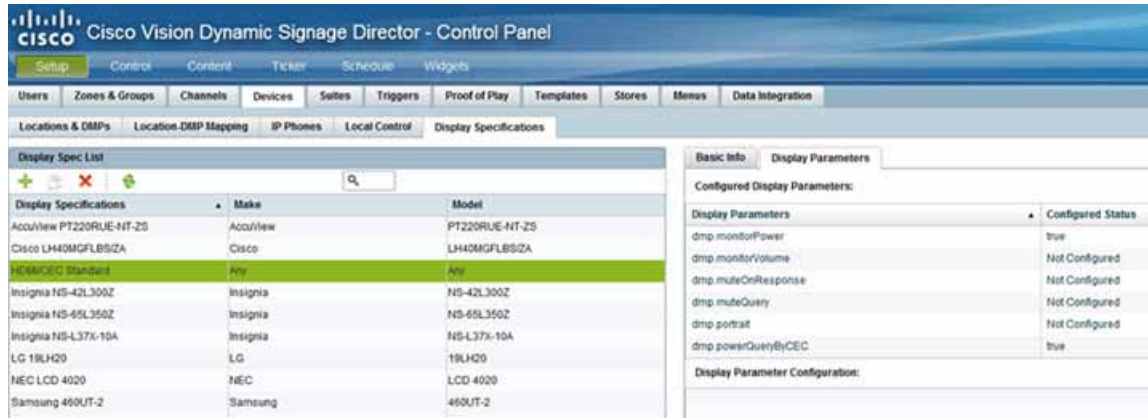 CISCO Cisco Vision Dynamic Signage Director - Control Panel
Setup Control Content Ticker Schedule Widgets
Users Zones & Groups Channels Devices Suites Triggers Proof of Play Templates Stores Menus Data Integration
Locations & DMPs Location-DMP Mapping IP Phones Local Control Display Specifications
Display Spec List
Display Specifications Make Model
AccuView PT220RUE-NT-ZS AccuView PT220RUE-NT-ZS
Cisco LH40MGFLBS/ZA Cisco LH40MGFLBS/ZA
HDMI/CEC Standard Any Any
Insignia NS-42L300Z Insignia NS-42L300Z
Insignia NS-65L350Z Insignia NS-65L350Z
Insignia NS-L37X-10A Insignia NS-L37X-10A
LG 19LH20 LG 19LH20
NEC LCD 4020 NEC LCD 4020
Samsung 460UT-2 Samsung 460UT-2
Basic Info Display Parameters
Configured Display Parameters:
Display Parameters Configured Status
dmp.monitorPower true
dmp.monitorVolume Not Configured
dmp.muteOnResponse Not Configured
dmp.muteQuery Not Configured
dmp.portrait Not Configured
dmp.powerQueryByCEC true
Display Parameter Configuration: